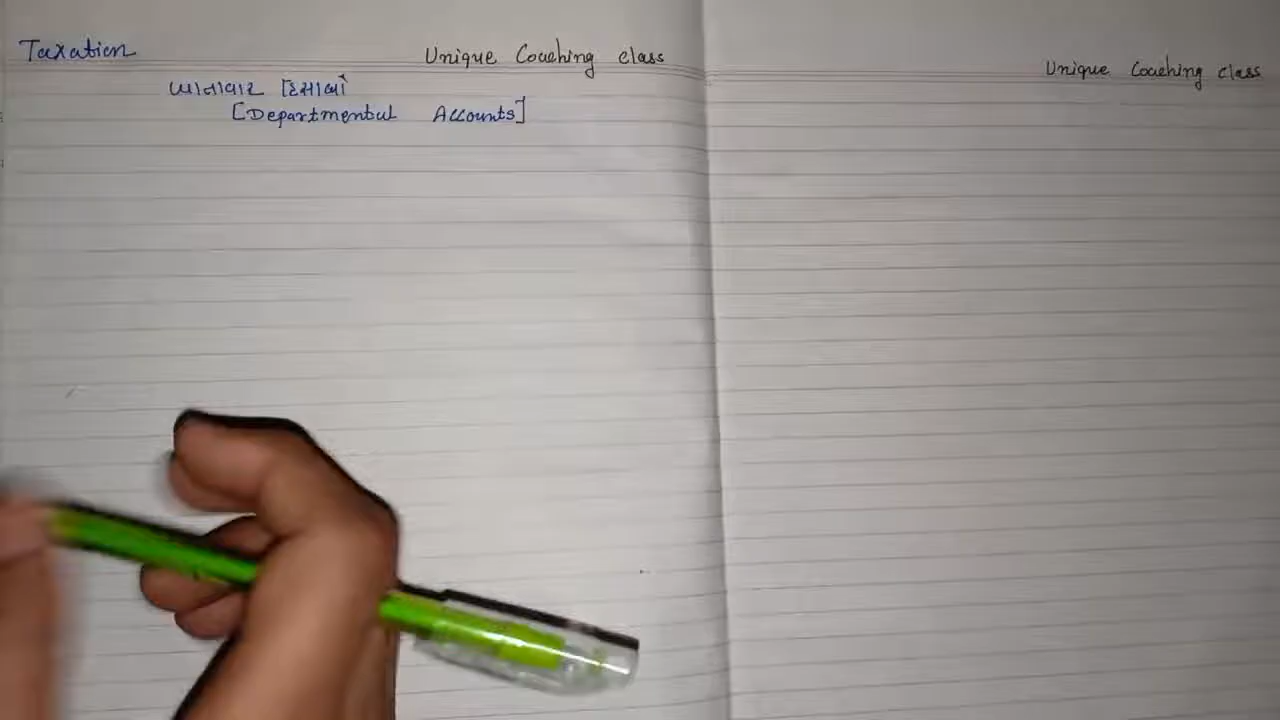 Taxation
Unique Coaching class
ખાતાવાર હિસાબો
[Departmental Accounts]
Unique Coaching class